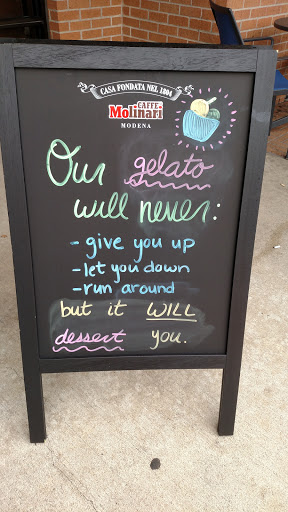 CASA FONDATA NEL 1804
CAFFÈ
Molinari
MODENA
Our gelato
will never:
- give you up
- let you down
- run around
but it WILL
dessert you.